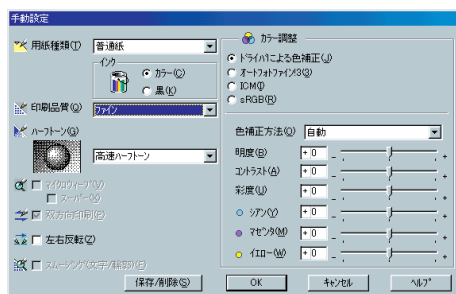 手動設定
用紙種類(T)
普通紙
インク
カラー(C)
黒(K)
印刷品質(Q)
ファイン
ハーフトーン(G)
高速ハーフトーン
マイクロウィーブ(V)
スーパー(X)
双方向印刷(P)
左右反転(Z)
スムージング(文字/輪郭)(F)
保存/削除(S)
カラー調整
ドライバによる色補正(J)
オートフォトファイン!3(3)
ICM(I)
sRGB(R)
色補正方法(O) 自動
明度(B) + 0 - +
コントラスト(A) + 0 - +
彩度(U) + 0 - +
シアン(Y) + 0 - +
マゼンタ(M) + 0 - +
イエロー(W) + 0 - +
OK キャンセル ヘルプ